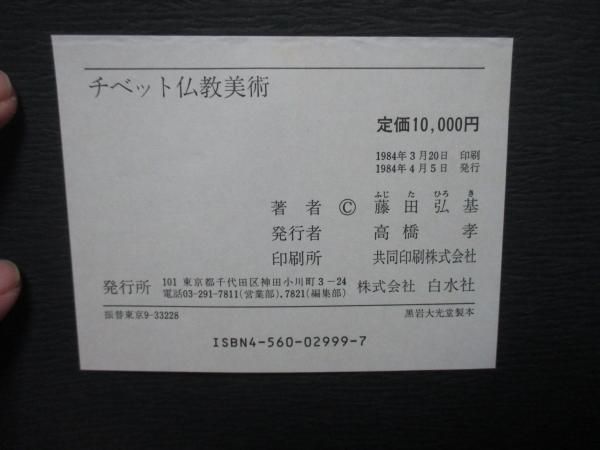 チベット仏教美術
定価10,000円
1984年3月20日 印刷
1984年4月5日 発行
ふじ た ひろ き
著者 © 藤田弘基
発行者 高橋孝
印刷所 共同印刷株式会社
発行所 101 東京都千代田区神田小川町3-24 電話03-291-7811(営業部),7821(編集部) 株式会社 白水社
振替東京9-33228 黒岩大光堂製本
ISBN4-560-02999-7